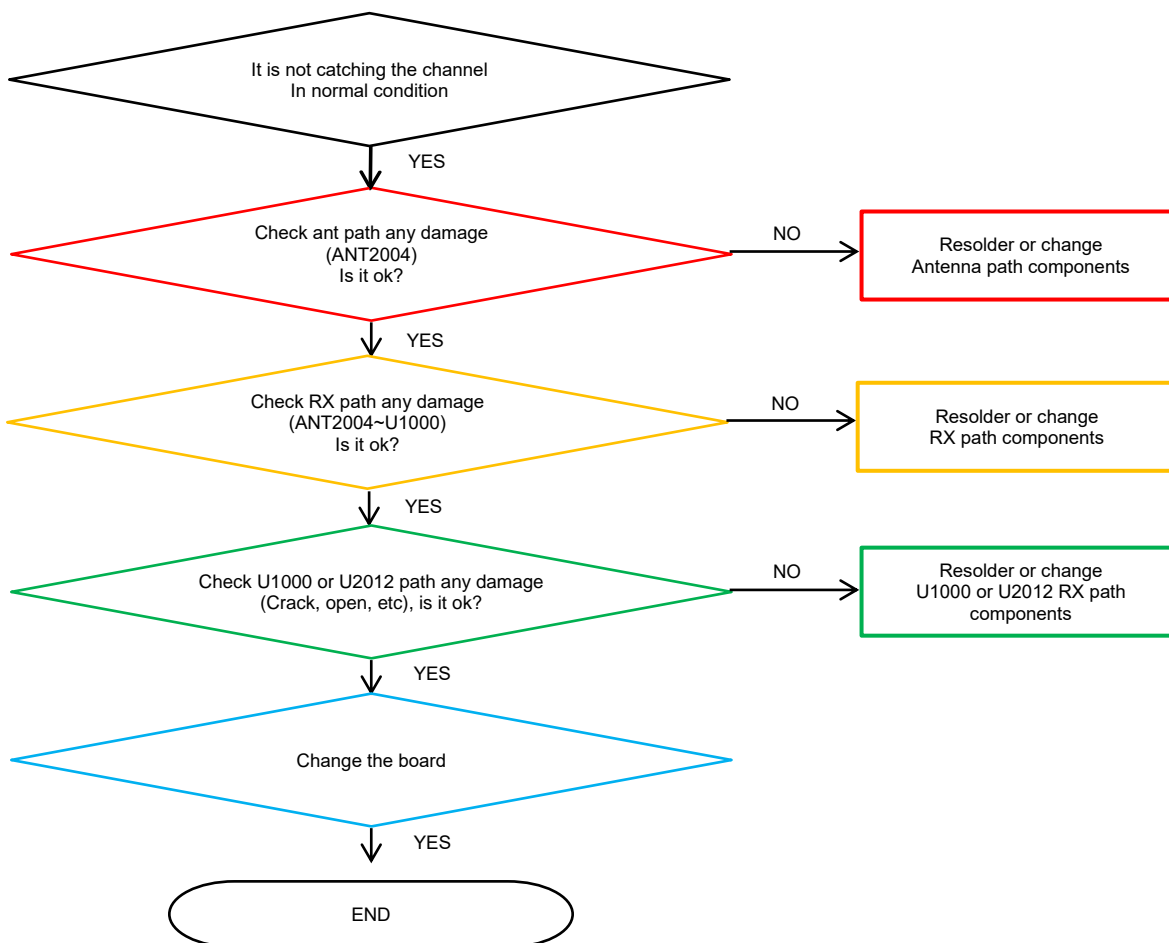 It is not catching the channel
In normal condition
YES
Check ant path any damage
(ANT2004)
Is it ok?
NO
Resolder or change
Antenna path components
YES
Check RX path any damage
(ANT2004~U1000)
Is it ok?
NO
Resolder or change
RX path components
YES
Check U1000 or U2012 path any damage
(Crack, open, etc), is it ok?
NO
Resolder or change
U1000 or U2012 RX path
components
YES
Change the board
YES
END